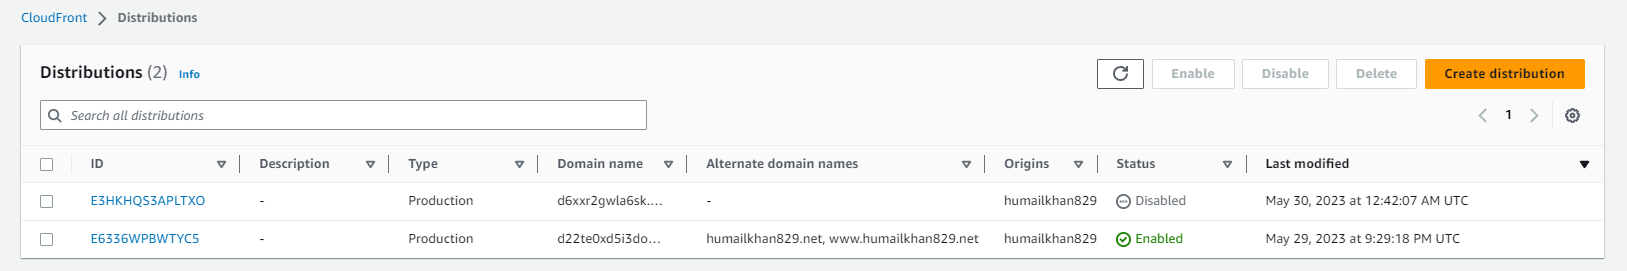 CloudFront > Distributions
Distributions (2) Info Enable Disable Delete Create distribution
Search all distributions 1
ID Description Type Domain name Alternate domain names Origins Status Last modified
E3HKHQS3APLTXO - Production d6xxr2gwla6sk.... - humailkhan829 Disabled May 30, 2023 at 12:42:07 AM UTC
E6336WPBWTYC5 - Production d22te0xd5i3do... humailkhan829.net, www.humailkhan829.net humailkhan829 Enabled May 29, 2023 at 9:29:18 PM UTC